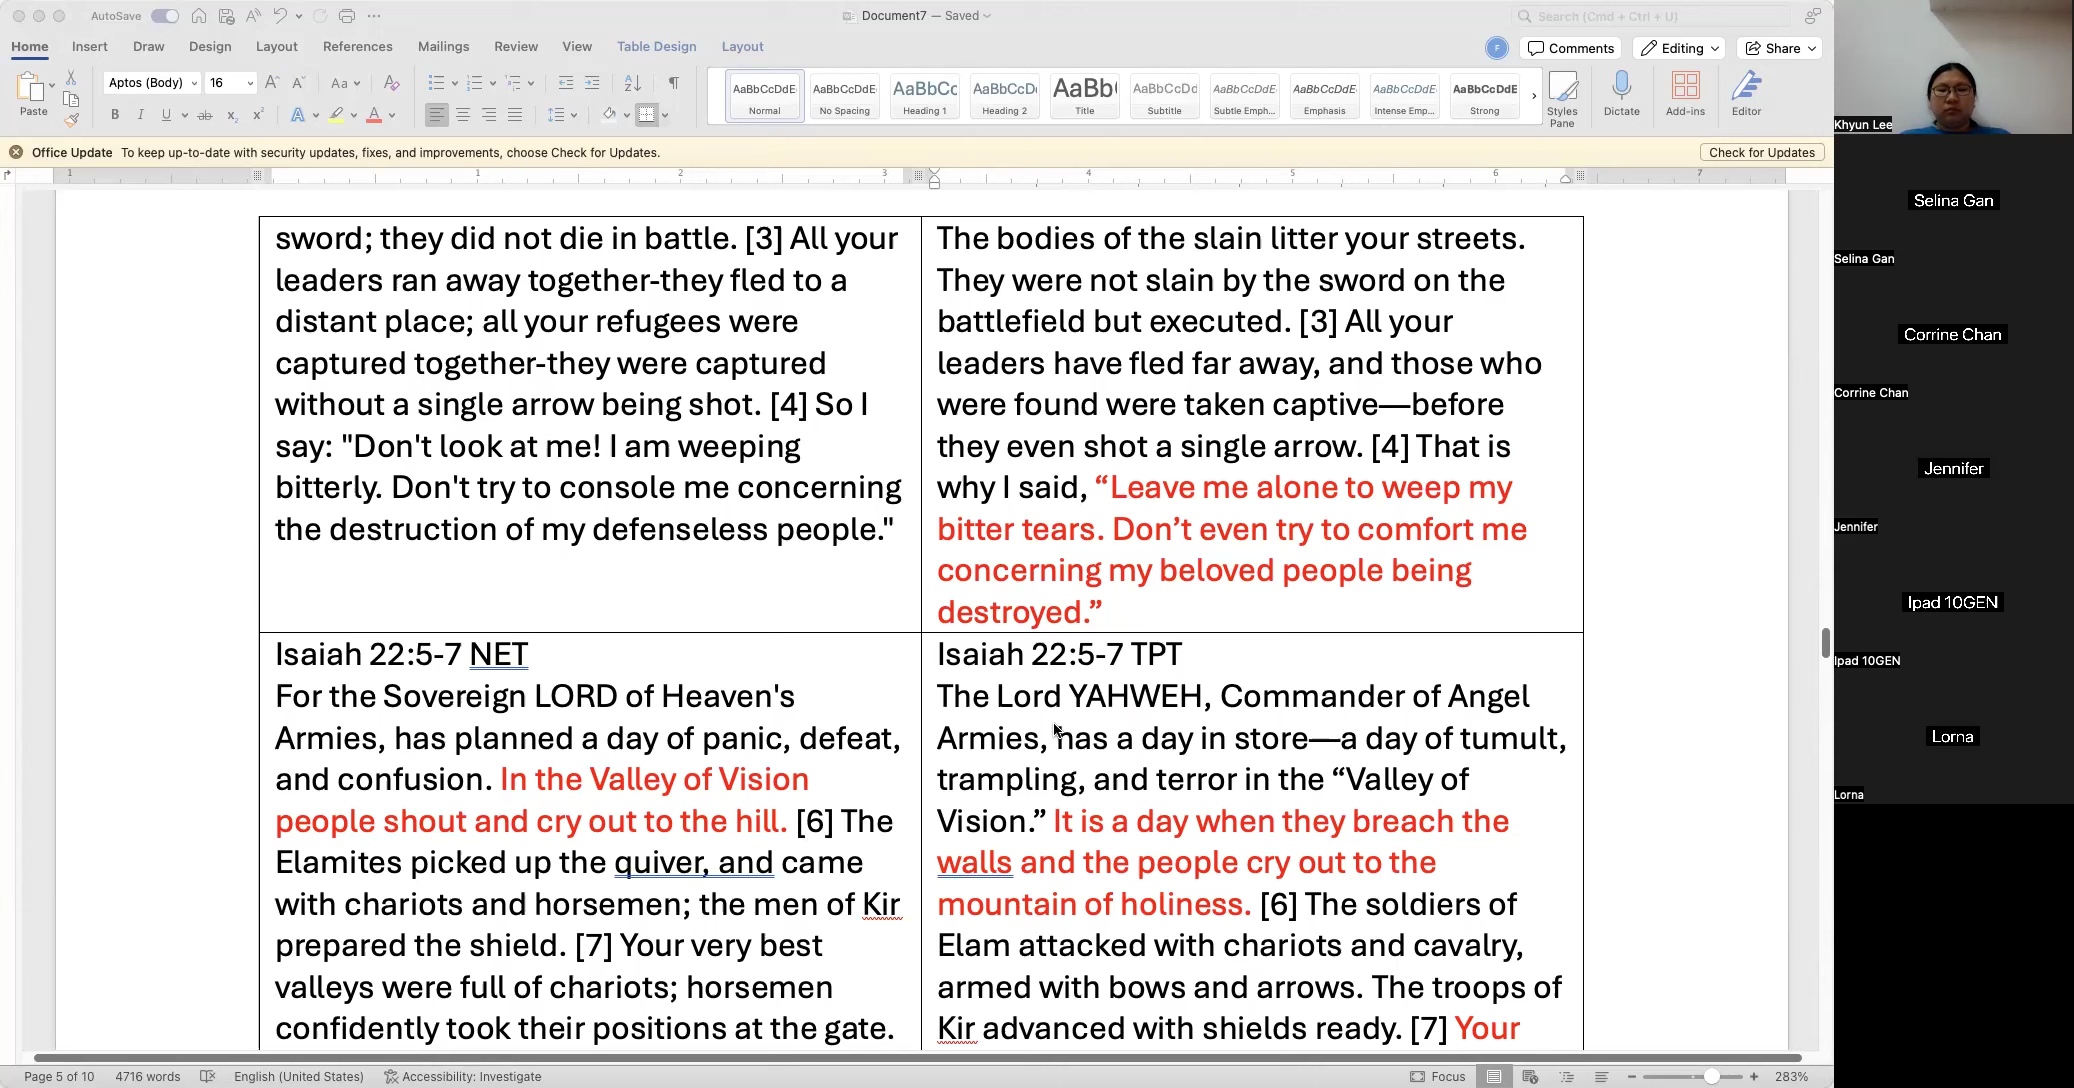 AutoSave
Document7 — Saved
Search (Cmd + Ctrl + U)
Home Insert Draw Design Layout References Mailings Review View Table Design Layout
F Comments Editing Share
Paste
Aptos (Body) 16
AaBbCcDdE AaBbCcDdE AaBbCc AaBbCcD AaBb( AaBbCcDd AaBbCcDdE AaBbCcDdE AaBbCcDdE AaBbCcDdE
Normal No Spacing Heading 1 Heading 2 Title Subtitle Subtle Emph... Emphasis Intense Emp... Strong
Styles Pane
Dictate
Add-ins
Editor
Office Update To keep up-to-date with security updates, fixes, and improvements, choose Check for Updates.
Check for Updates
1 1 2 3 4 5 6 7
sword; they did not die in battle. [3] All your
leaders ran away together-they fled to a
distant place; all your refugees were
captured together-they were captured
without a single arrow being shot. [4] So I
say: "Don't look at me! I am weeping
bitterly. Don't try to console me concerning
the destruction of my defenseless people."
The bodies of the slain litter your streets.
They were not slain by the sword on the
battlefield but executed. [3] All your
leaders have fled far away, and those who
were found were taken captive—before
they even shot a single arrow. [4] That is
why I said, “Leave me alone to weep my
bitter tears. Don’t even try to comfort me
concerning my beloved people being
destroyed.”
Isaiah 22:5-7 NET
For the Sovereign LORD of Heaven's
Armies, has planned a day of panic, defeat,
and confusion. In the Valley of Vision
people shout and cry out to the hill. [6] The
Elamites picked up the quiver, and came
with chariots and horsemen; the men of Kir
prepared the shield. [7] Your very best
valleys were full of chariots; horsemen
confidently took their positions at the gate.
Isaiah 22:5-7 TPT
The Lord YAHWEH, Commander of Angel
Armies, has a day in store—a day of tumult,
trampling, and terror in the “Valley of
Vision.” It is a day when they breach the
walls and the people cry out to the
mountain of holiness. [6] The soldiers of
Elam attacked with chariots and cavalry,
armed with bows and arrows. The troops of
Kir advanced with shields ready. [7] Your
Page 5 of 10 4716 words English (United States) Accessibility: Investigate
Focus 283%
Khyun Lee
Selina Gan
Selina Gan
Corrine Chan
Corrine Chan
Jennifer
Jennifer
Ipad 10GEN
Ipad 10GEN
Lorna
Lorna